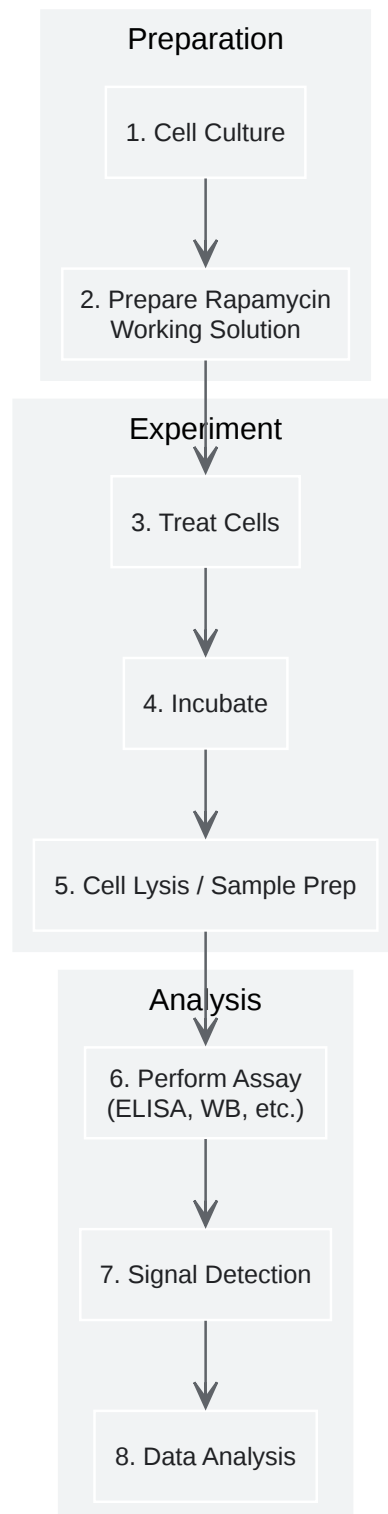 Preparation
1. Cell Culture
2. Prepare Rapamycin
Working Solution
Experiment
3. Treat Cells
4. Incubate
5. Cell Lysis / Sample Prep
Analysis
6. Perform Assay
(ELISA, WB, etc.)
7. Signal Detection
8. Data Analysis